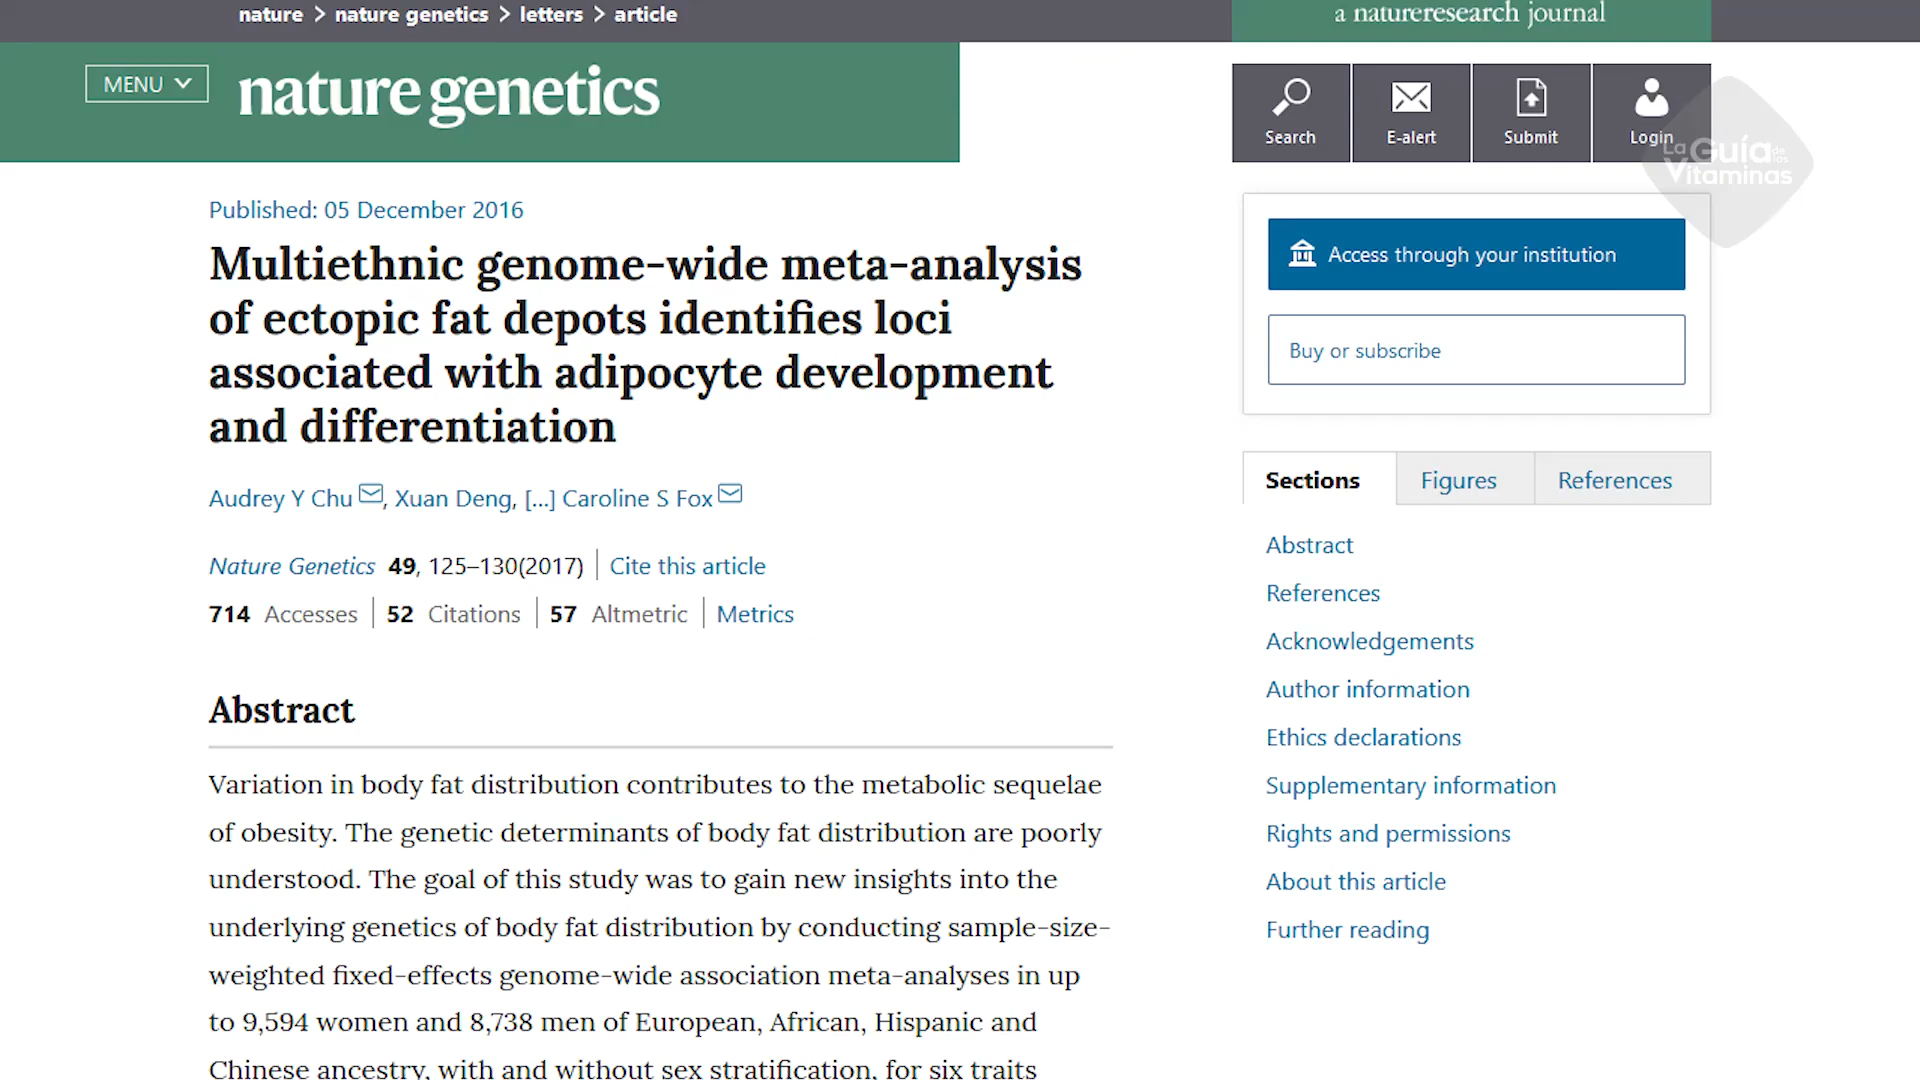 nature > nature genetics > letters > article
a natureresearch journal
MENU
nature genetics
Search
E-alert
Submit
Login
La Guía de las Vitaminas
Published: 05 December 2016
Multiethnic genome-wide meta-analysis
of ectopic fat depots identifies loci
associated with adipocyte development
and differentiation
Audrey Y Chu, Xuan Deng, [...] Caroline S Fox
Nature Genetics 49, 125–130(2017) | Cite this article
714 Accesses | 52 Citations | 57 Altmetric | Metrics
Abstract
Variation in body fat distribution contributes to the metabolic sequelae
of obesity. The genetic determinants of body fat distribution are poorly
understood. The goal of this study was to gain new insights into the
underlying genetics of body fat distribution by conducting sample-size-
weighted fixed-effects genome-wide association meta-analyses in up
to 9,594 women and 8,738 men of European, African, Hispanic and
Chinese ancestry, with and without sex stratification, for six traits
Access through your institution
Buy or subscribe
Sections
Figures
References
Abstract
References
Acknowledgements
Author information
Ethics declarations
Supplementary information
Rights and permissions
About this article
Further reading